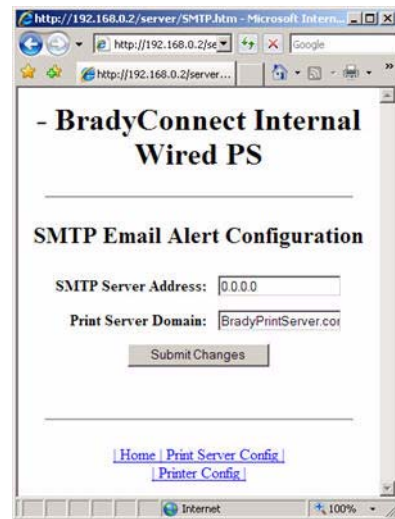 http://192.168.0.2/server/SMTP.htm - Microsoft Intern...
http://192.168.0.2/se
Google
http://192.168.0.2/server...
- BradyConnect Internal
Wired PS
SMTP Email Alert Configuration
SMTP Server Address: 0.0.0.0
Print Server Domain: BradyPrintServer.cor
Submit Changes
| Home | Print Server Config |
| Printer Config |
Internet 100%